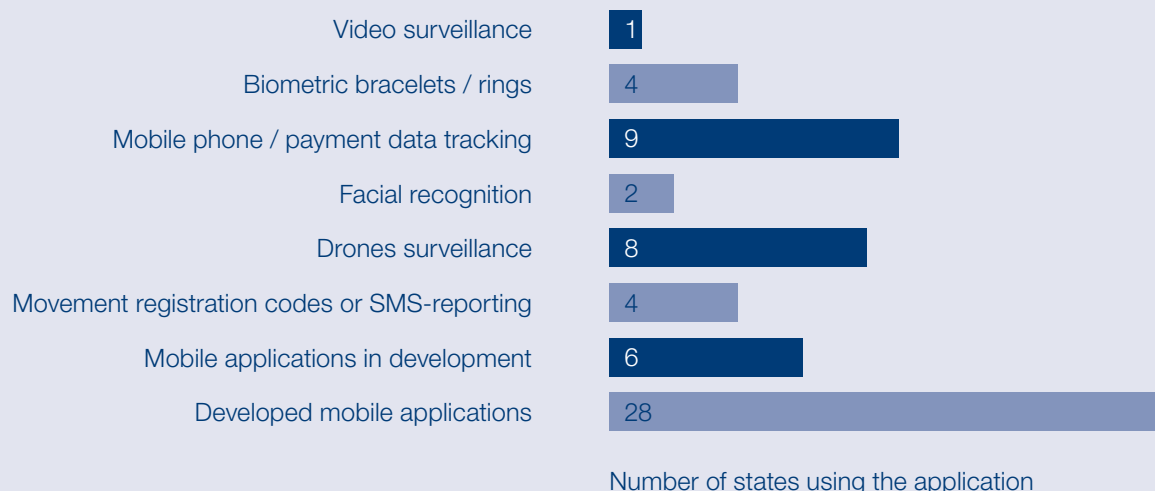 Video surveillance 1
Biometric bracelets / rings 4
Mobile phone / payment data tracking 9
Facial recognition 2
Drones surveillance 8
Movement registration codes or SMS-reporting 4
Mobile applications in development 6
Developed mobile applications 28
Number of states using the application